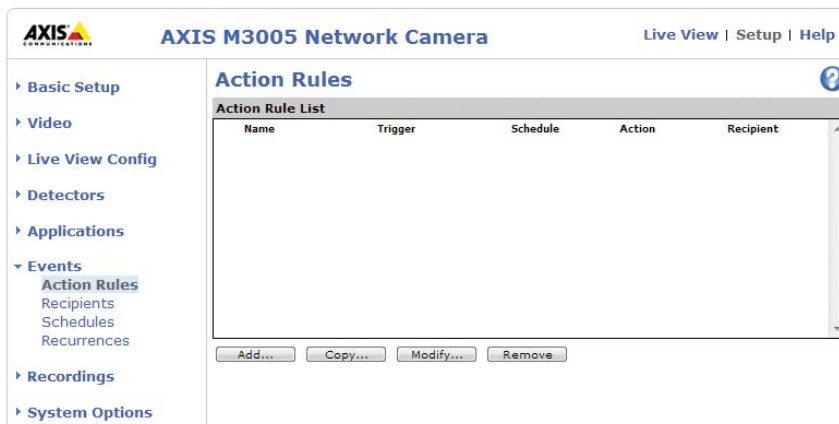 AXIS
COMMUNICATIONS
AXIS M3005 Network Camera
Live View | Setup | Help
Basic Setup
Video
Live View Config
Detectors
Applications
Events
Action Rules
Recipients
Schedules
Recurrences
Recordings
System Options
Action Rules
?
Action Rule List
Name Trigger Schedule Action Recipient
Add... Copy... Modify... Remove